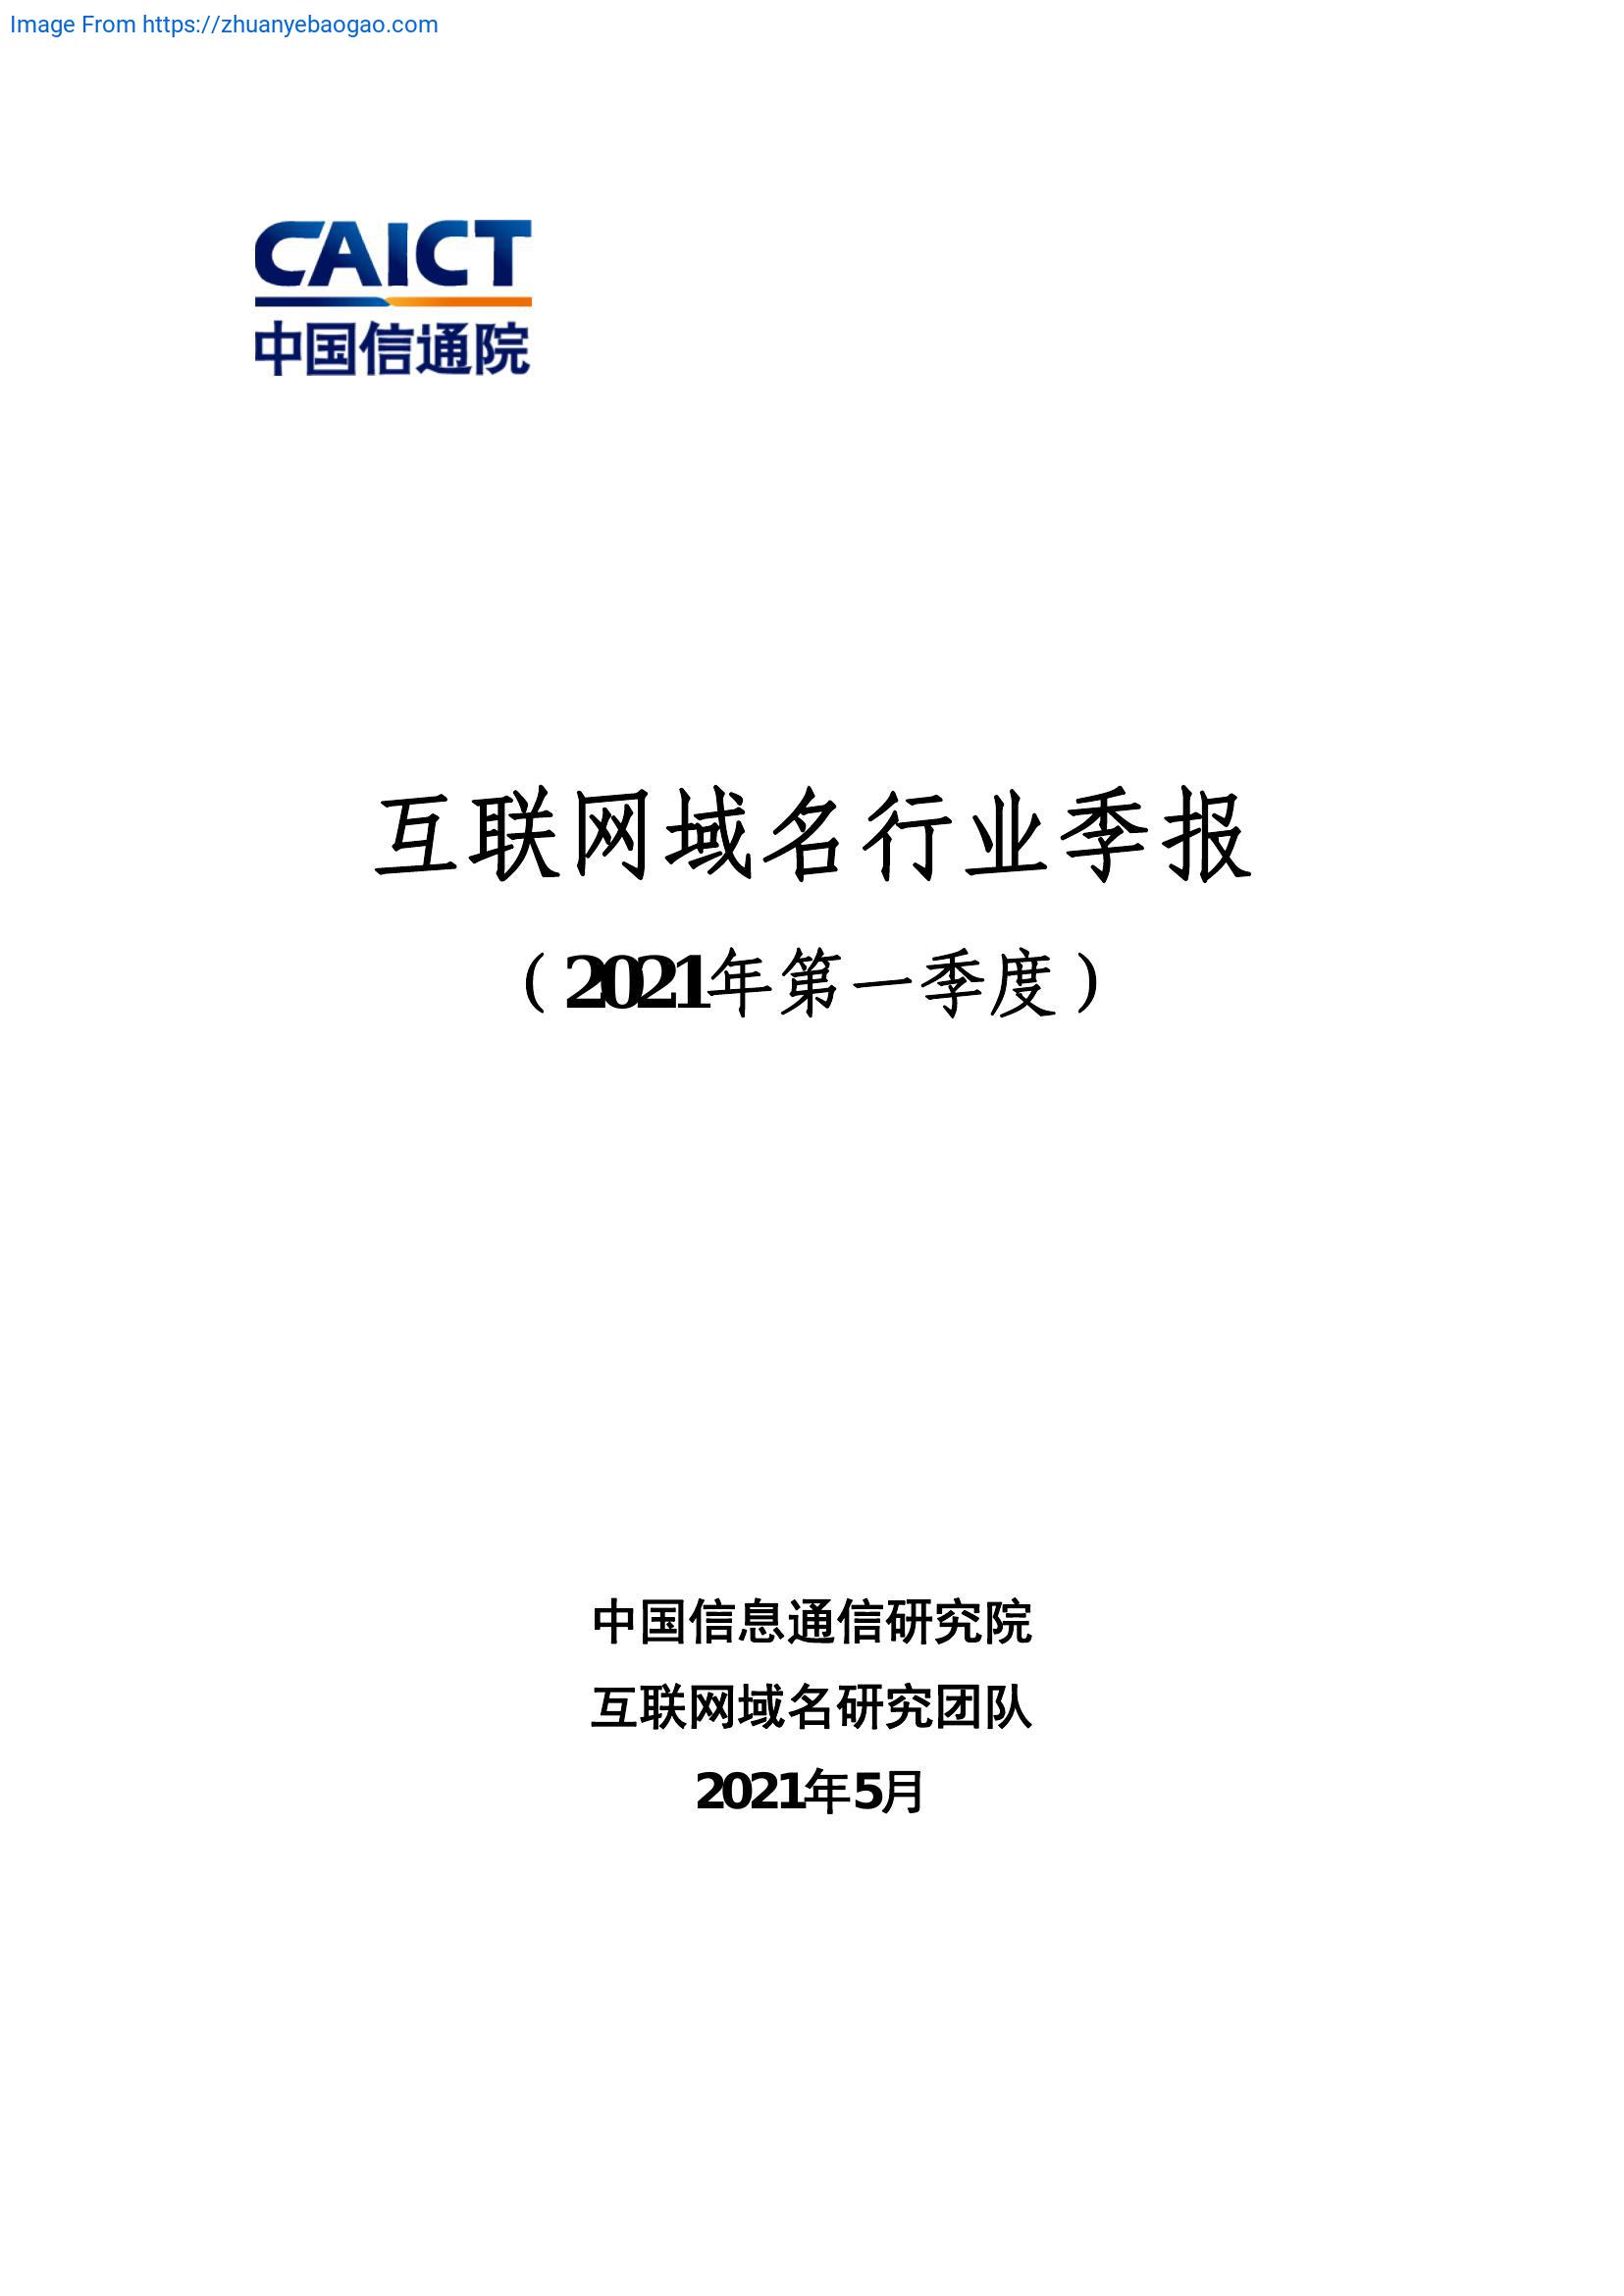 Image From https://zhuanyebaogao.com
CAICT
中国信通院
互联网域名行业季报
（2021年第一季度）
中国信息通信研究院
互联网域名研究团队
2021年5月